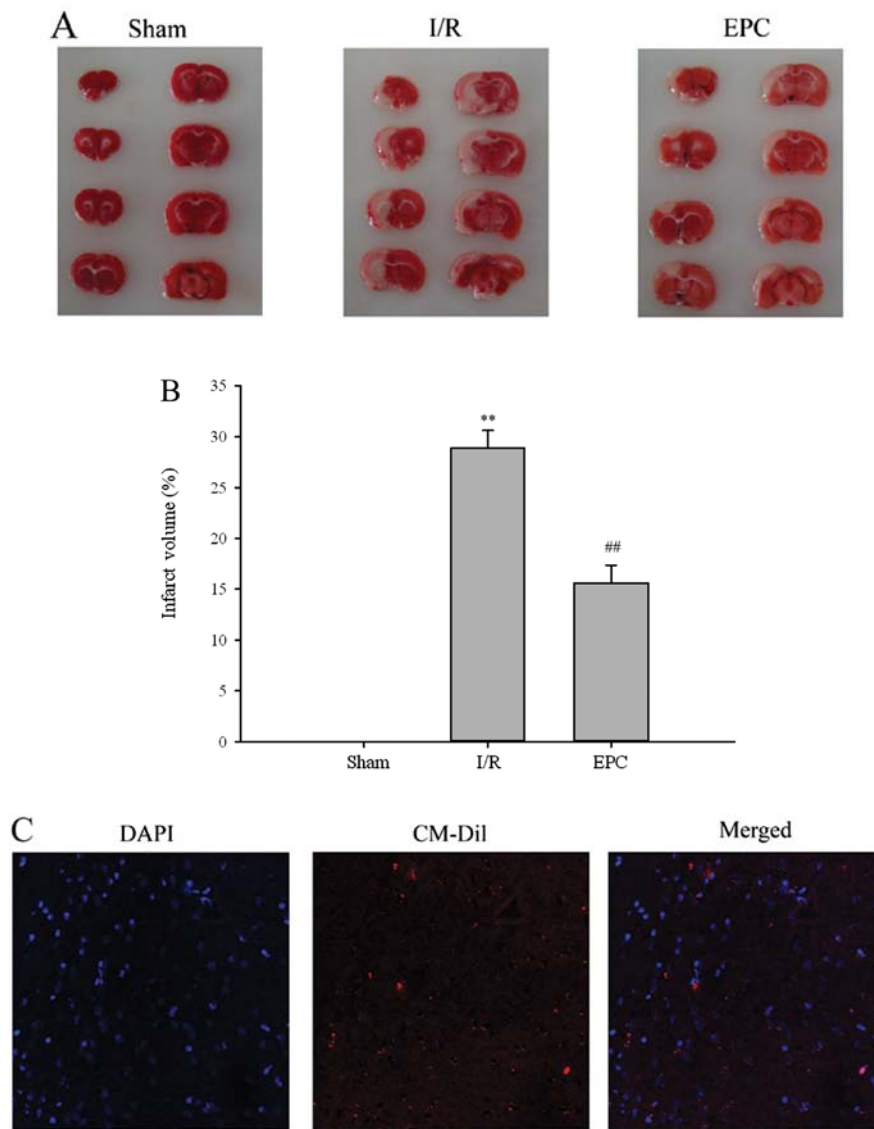 A
Sham
I/R
EPC
B
Infarct volume (%)
35
30
25
20
15
10
5
0
**
##
Sham
I/R
EPC
C
DAPI
CM-Dil
Merged